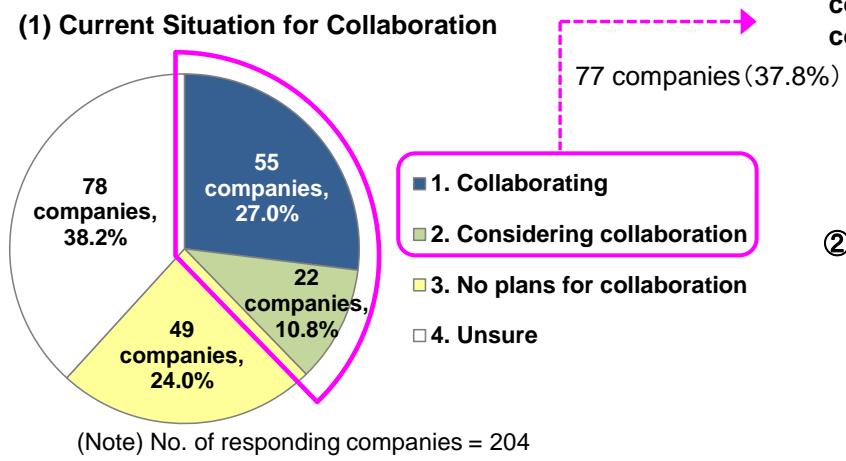 (1) Current Situation for Collaboration
77 companies（37.8%）
55
companies,
27.0%
78
companies,
38.2%
22
companies,
10.8%
49
companies,
24.0%
1. Collaborating
2. Considering collaboration
3. No plans for collaboration
4. Unsure
②
(Note) No. of responding companies = 204